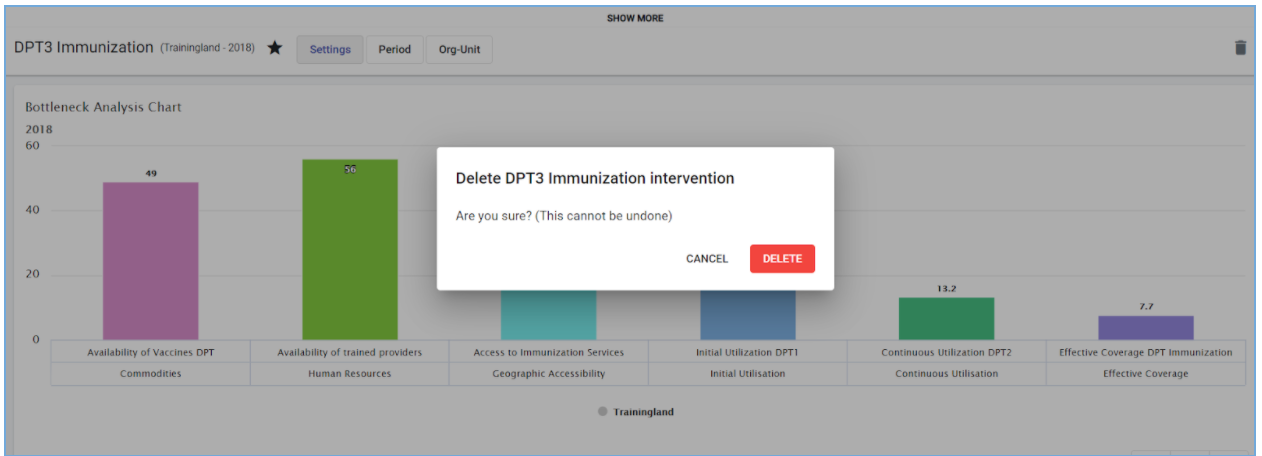 SHOW MORE
DPT3 Immunization (Trainingland - 2018) Settings Period Org-Unit
Bottleneck Analysis Chart
2018
60
49
56
Delete DPT3 Immunization intervention
Are you sure? (This cannot be undone)
40
CANCEL DELETE
20
13.2
7.7
0
Availability of Vaccines DPT Availability of trained providers Access to Immunization Services Initial Utilization DPT1 Continuous Utilization DPT2 Effective Coverage DPT Immunization
Commodities Human Resources Geographic Accessibility Initial Utilisation Continuous Utilisation Effective Coverage
Trainingland